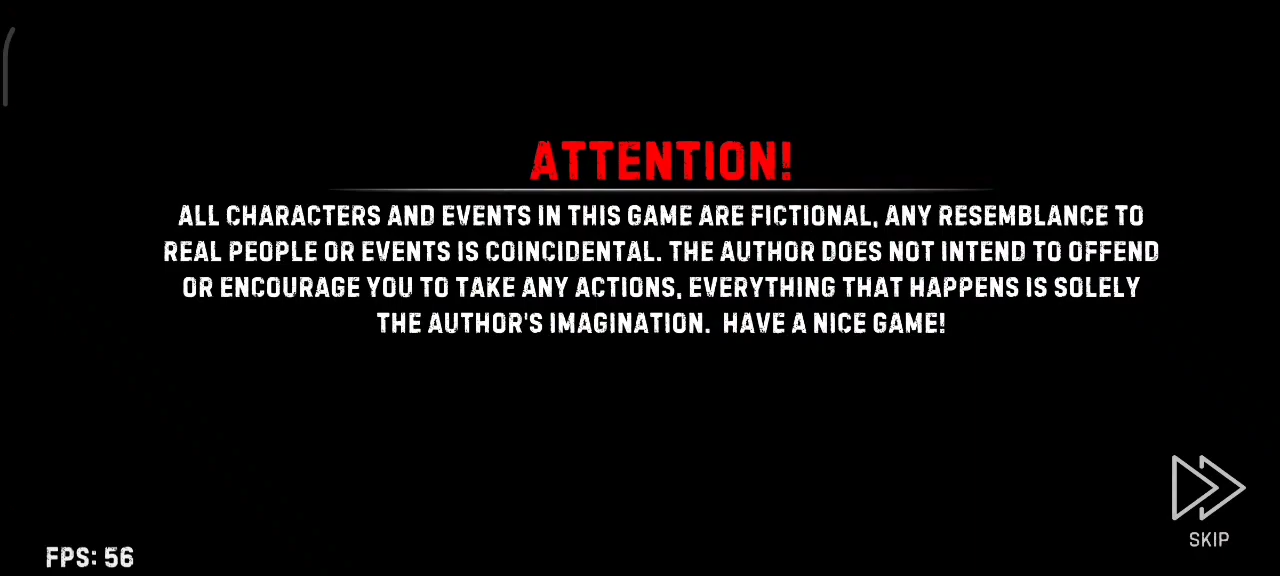 ATTENTION!
ALL CHARACTERS AND EVENTS IN THIS GAME ARE FICTIONAL, ANY RESEMBLANCE TO
REAL PEOPLE OR EVENTS IS COINCIDENTAL. THE AUTHOR DOES NOT INTEND TO OFFEND
OR ENCOURAGE YOU TO TAKE ANY ACTIONS, EVERYTHING THAT HAPPENS IS SOLELY
THE AUTHOR'S IMAGINATION. HAVE A NICE GAME!
SKIP
FPS: 56